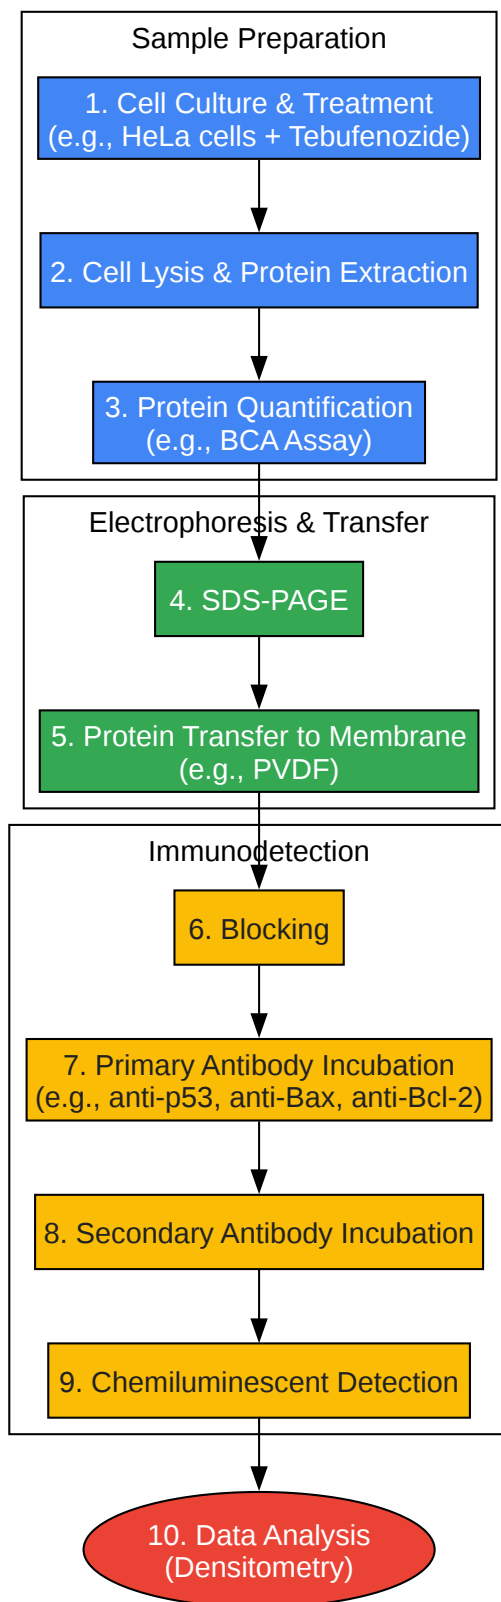 Sample Preparation
1. Cell Culture & Treatment
(e.g., HeLa cells + Tebufenozide)
2. Cell Lysis & Protein Extraction
3. Protein Quantification
(e.g., BCA Assay)
Electrophoresis & Transfer
4. SDS-PAGE
5. Protein Transfer to Membrane
(e.g., PVDF)
Immunodetection
6. Blocking
7. Primary Antibody Incubation
(e.g., anti-p53, anti-Bax, anti-Bcl-2)
8. Secondary Antibody Incubation
9. Chemiluminescent Detection
10. Data Analysis
(Densitometry)